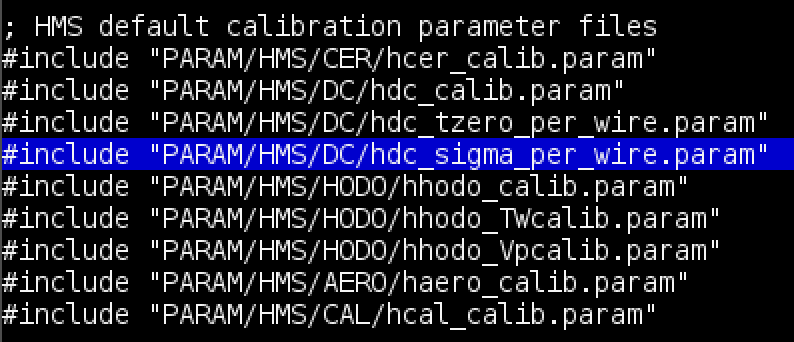 ; HMS default calibration parameter files
#include "PARAM/HMS/CER/hcer_calib.param"
#include "PARAM/HMS/DC/hdc_calib.param"
#include "PARAM/HMS/DC/hdc_tzero_per_wire.param"
#include "PARAM/HMS/DC/hdc_sigma_per_wire.param"
#include "PARAM/HMS/HODO/hhodo_calib.param"
#include "PARAM/HMS/HODO/hhodo_TWcalib.param"
#include "PARAM/HMS/HODO/hhodo_Vpcalib.param"
#include "PARAM/HMS/AERO/haero_calib.param"
#include "PARAM/HMS/CAL/hcal_calib.param"